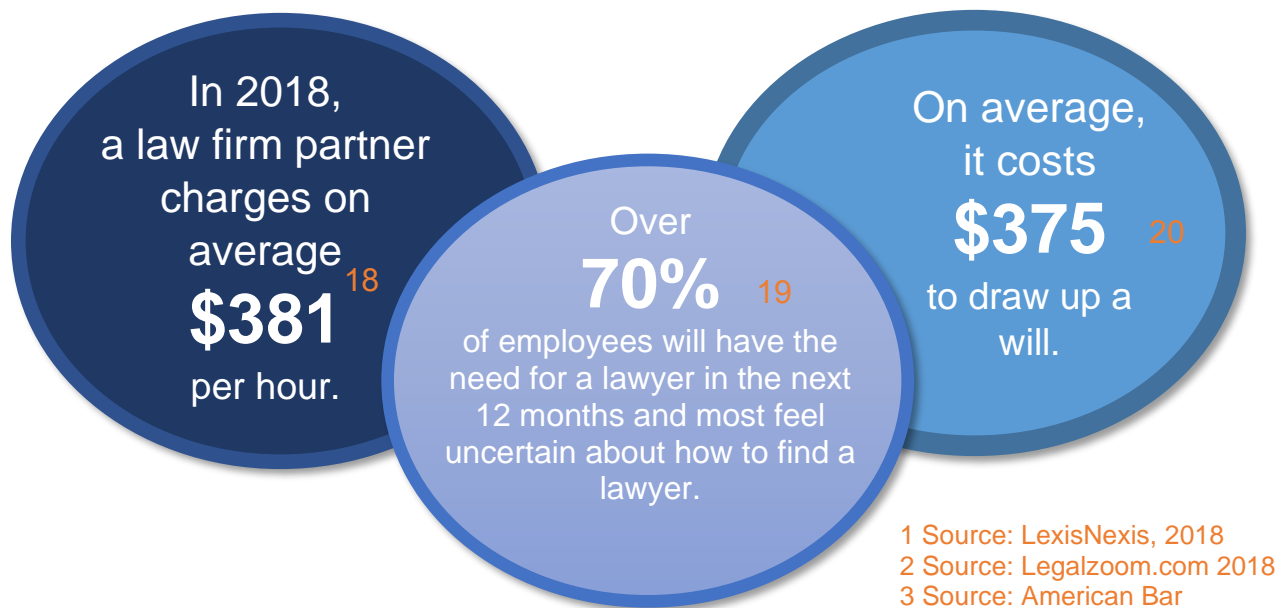 In 2018,
a law firm partner
charges on
average 18
$381
per hour.
Over
70% 19
of employees will have the
need for a lawyer in the next
12 months and most feel
uncertain about how to find a
lawyer.
On average,
it costs
$375 20
to draw up a
will.
1 Source: LexisNexis, 2018
2 Source: Legalzoom.com 2018
3 Source: American Bar